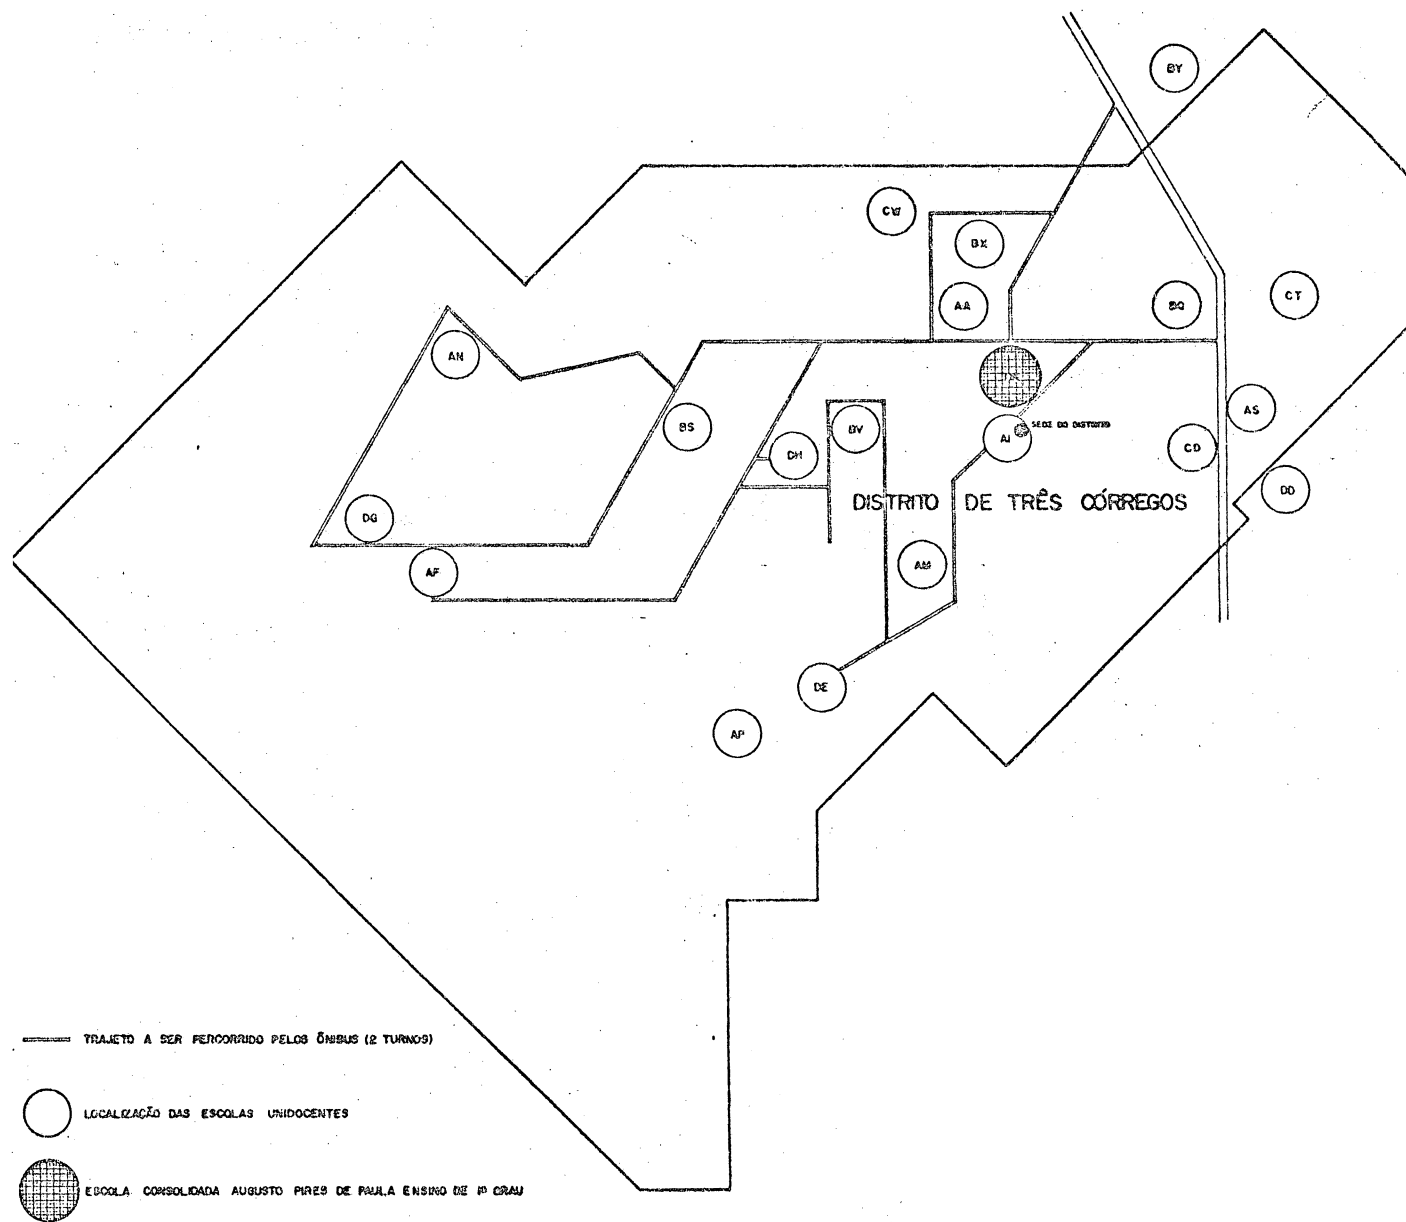 BY
CW
BX
AA
BQ
CT
AN
BS
DH
BV
AI
SEDE DO DISTRITO
AS
CD
DD
DISTRITO DE TRÊS CÓRREGOS
DG
AF
AM
DE
AP
TRAJETO A SER PERCORRIDO PELOS ÔNIBUS (2 TURNOS)
LOCALIZAÇÃO DAS ESCOLAS UNIDOCENTES
ESCOLA CONSOLIDADA AUGUSTO PIRES DE PAULA ENSINO DE 1º GRAU